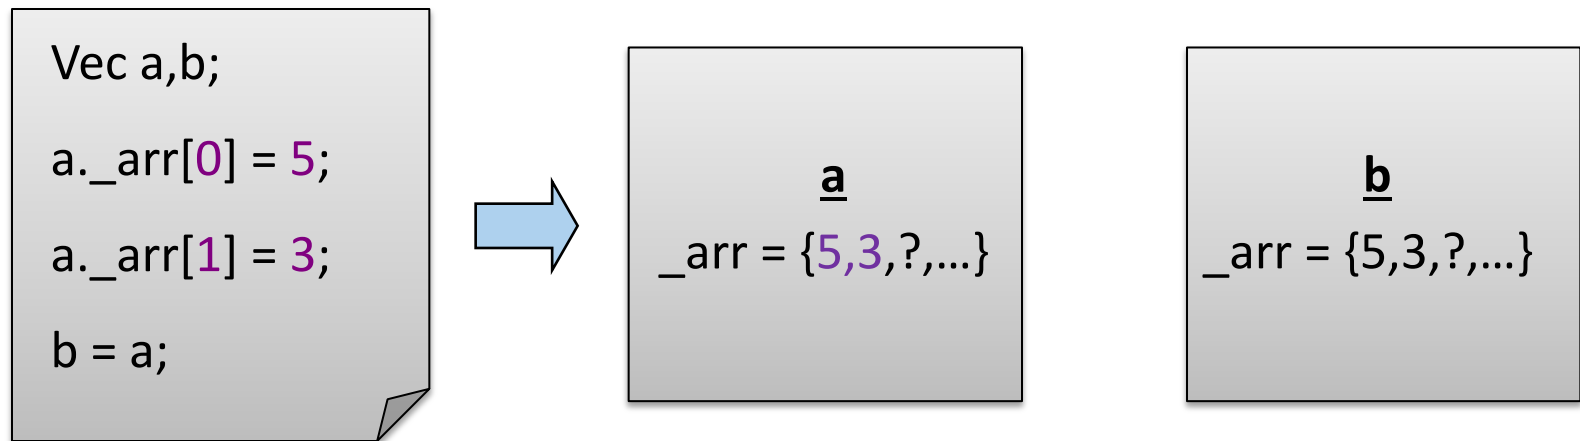 Vec a,b;
a._arr[0] = 5;
a._arr[1] = 3;
b = a;
a
_arr = {5,3,?,...}
b
_arr = {5,3,?,...}